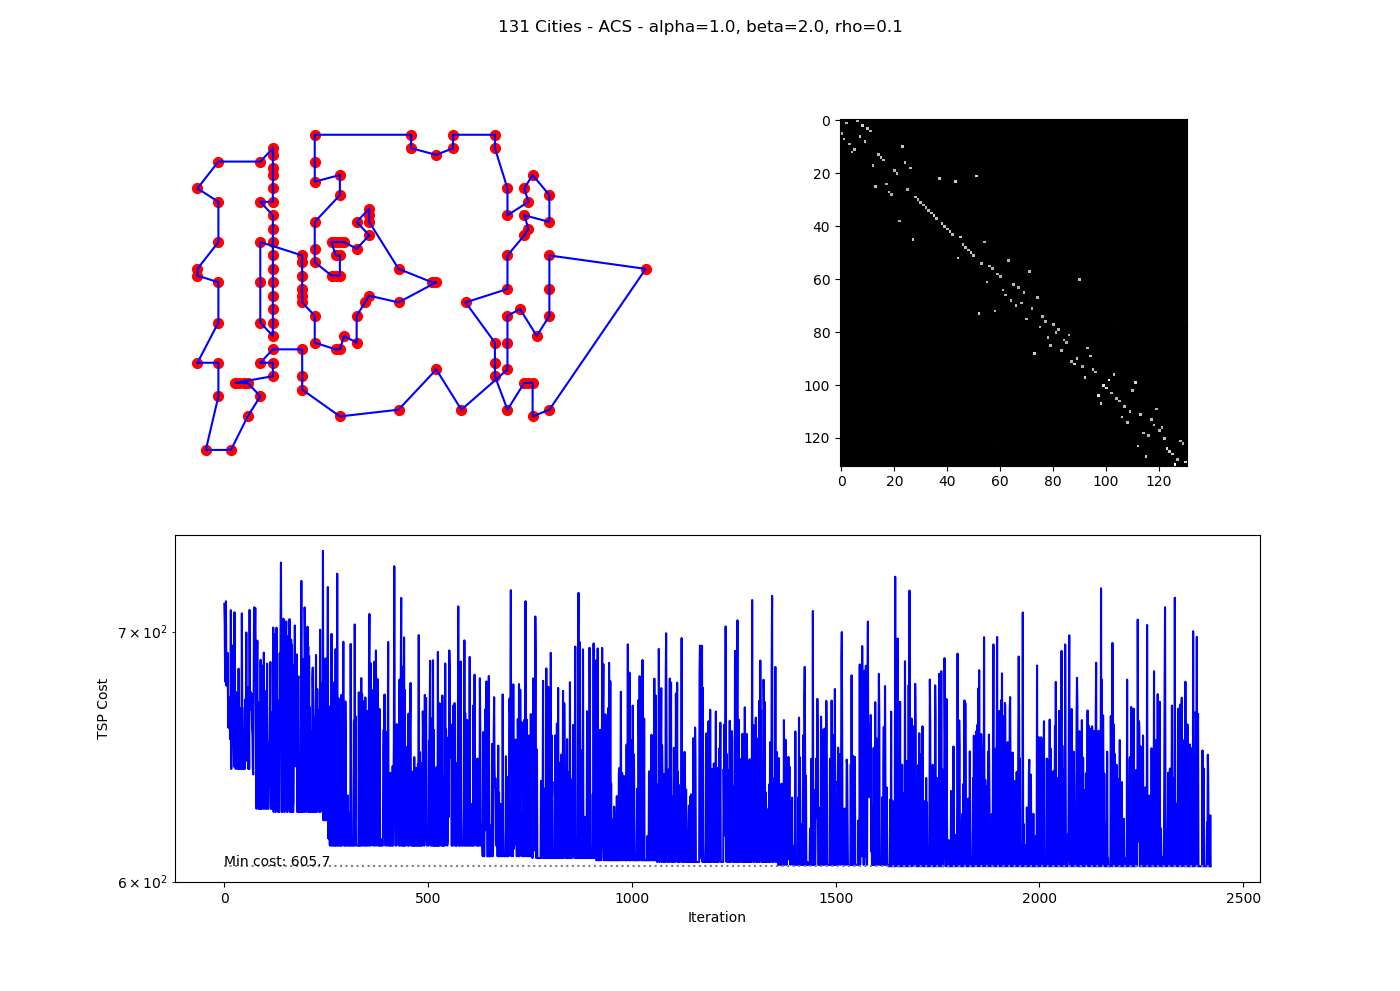 131 Cities - ACS - alpha=1.0, beta=2.0, rho=0.1
0
20
40
60
80
100
120
0 20 40 60 80 100 120
7 × 10²
6 × 10²
TSP Cost
Min cost: 605.7
0 500 1000 1500 2000 2500
Iteration